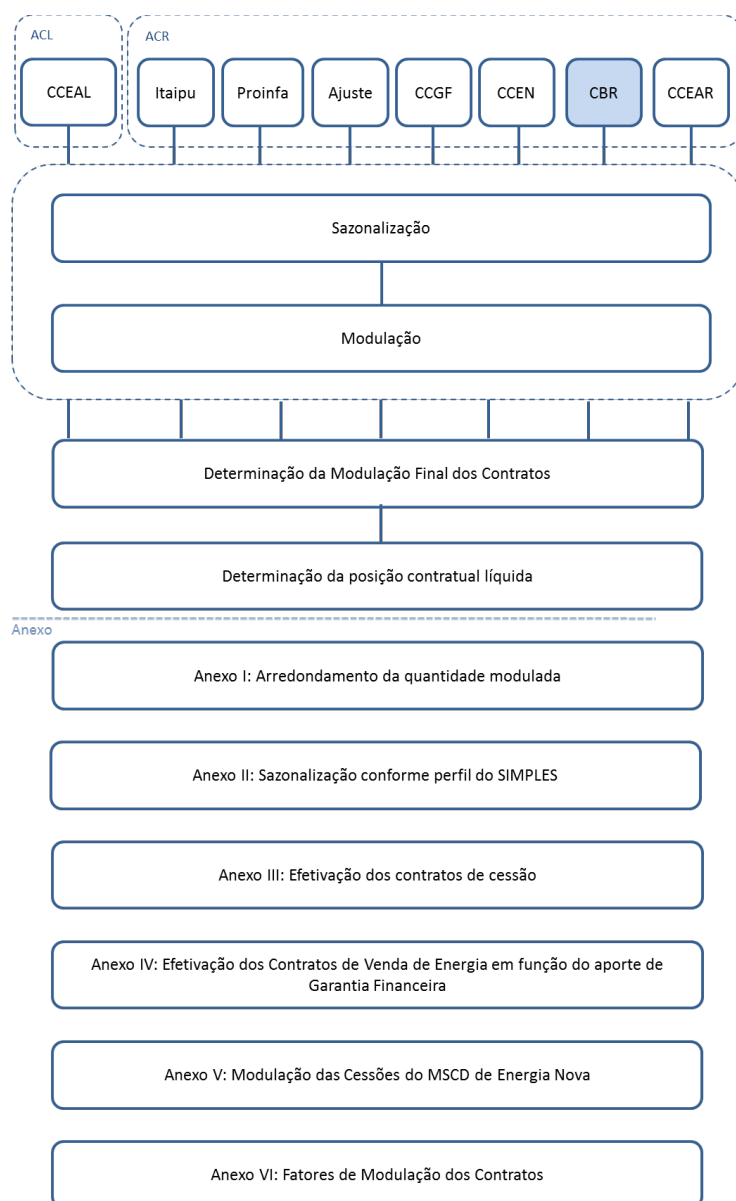 ACL
ACR
CCEAL
Itaipu
Proinfa
Ajuste
CCGF
CCEN
CBR
CCEAR
Sazonalização
Modulação
Determinação da Modulação Final dos Contratos
Determinação da posição contratual líquida
Anexo
Anexo I: Arredondamento da quantidade modulada
Anexo II: Sazonalização conforme perfil do SIMPLES
Anexo III: Efetivação dos contratos de cessão
Anexo IV: Efetivação dos Contratos de Venda de Energia em função do aporte de
Garantia Financeira
Anexo V: Modulação das Cessões do MSCD de Energia Nova
Anexo VI: Fatores de Modulação dos Contratos